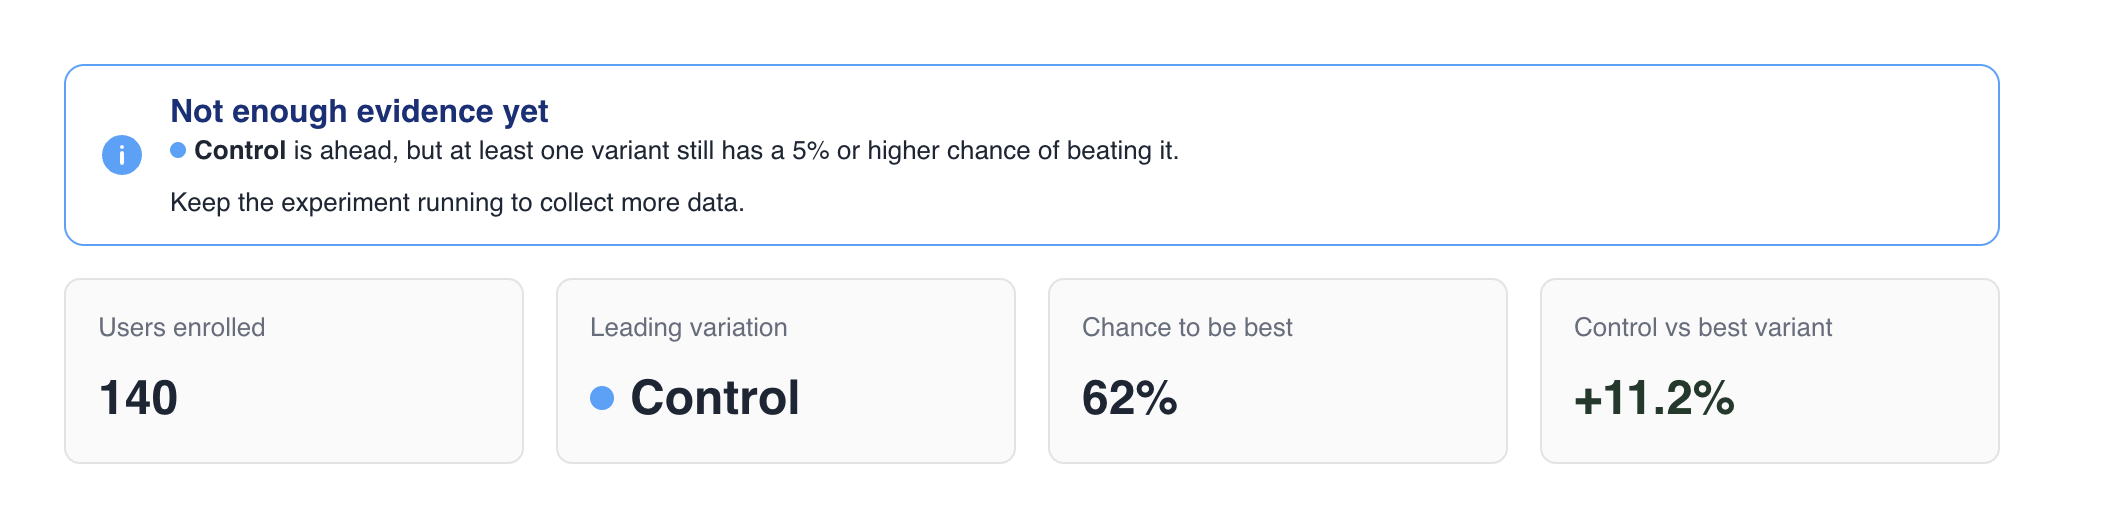 Not enough evidence yet
Control is ahead, but at least one variant still has a 5% or higher chance of beating it.
Keep the experiment running to collect more data.
Users enrolled
140
Leading variation
Control
Chance to be best
62%
Control vs best variant
+11.2%